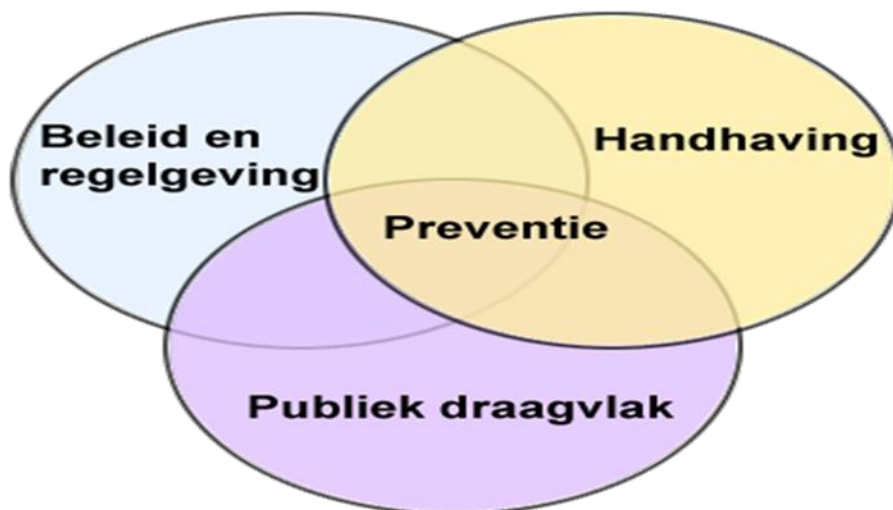 Beleid en
regelgeving
Handhaving
Preventie
Publiek draagvlak